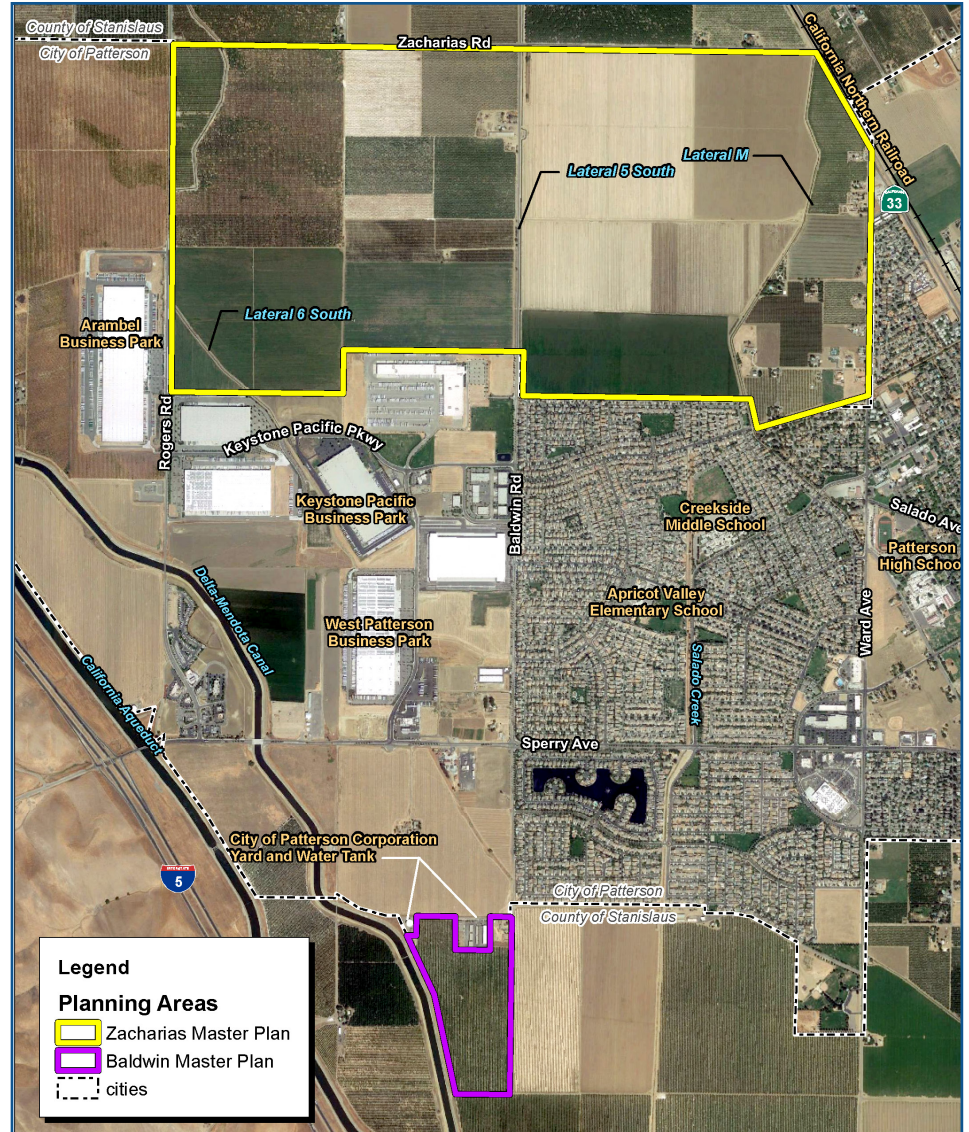 County of Stanislaus
City of Patterson
Zacharias Rd
California Northern Railroad
Lateral 5 South
Lateral M
33
Lateral 6 South
Arambel
Business Park
Rogers Rd
Keystone Pacific Pkwy
Keystone Pacific
Business Park
Baldwin Rd
Creekside
Middle School
Salado Ave
Patterson
High Schoo
Apricot Valley
Elementary School
Ward Ave
Delta-Mendota Canal
West Patterson
Business Park
Salado Creek
California Aqueduct
Sperry Ave
City of Patterson Corporation
Yard and Water Tank
5
City of Patterson
County of Stanislaus
Legend
Planning Areas
Zacharias Master Plan
Baldwin Master Plan
cities